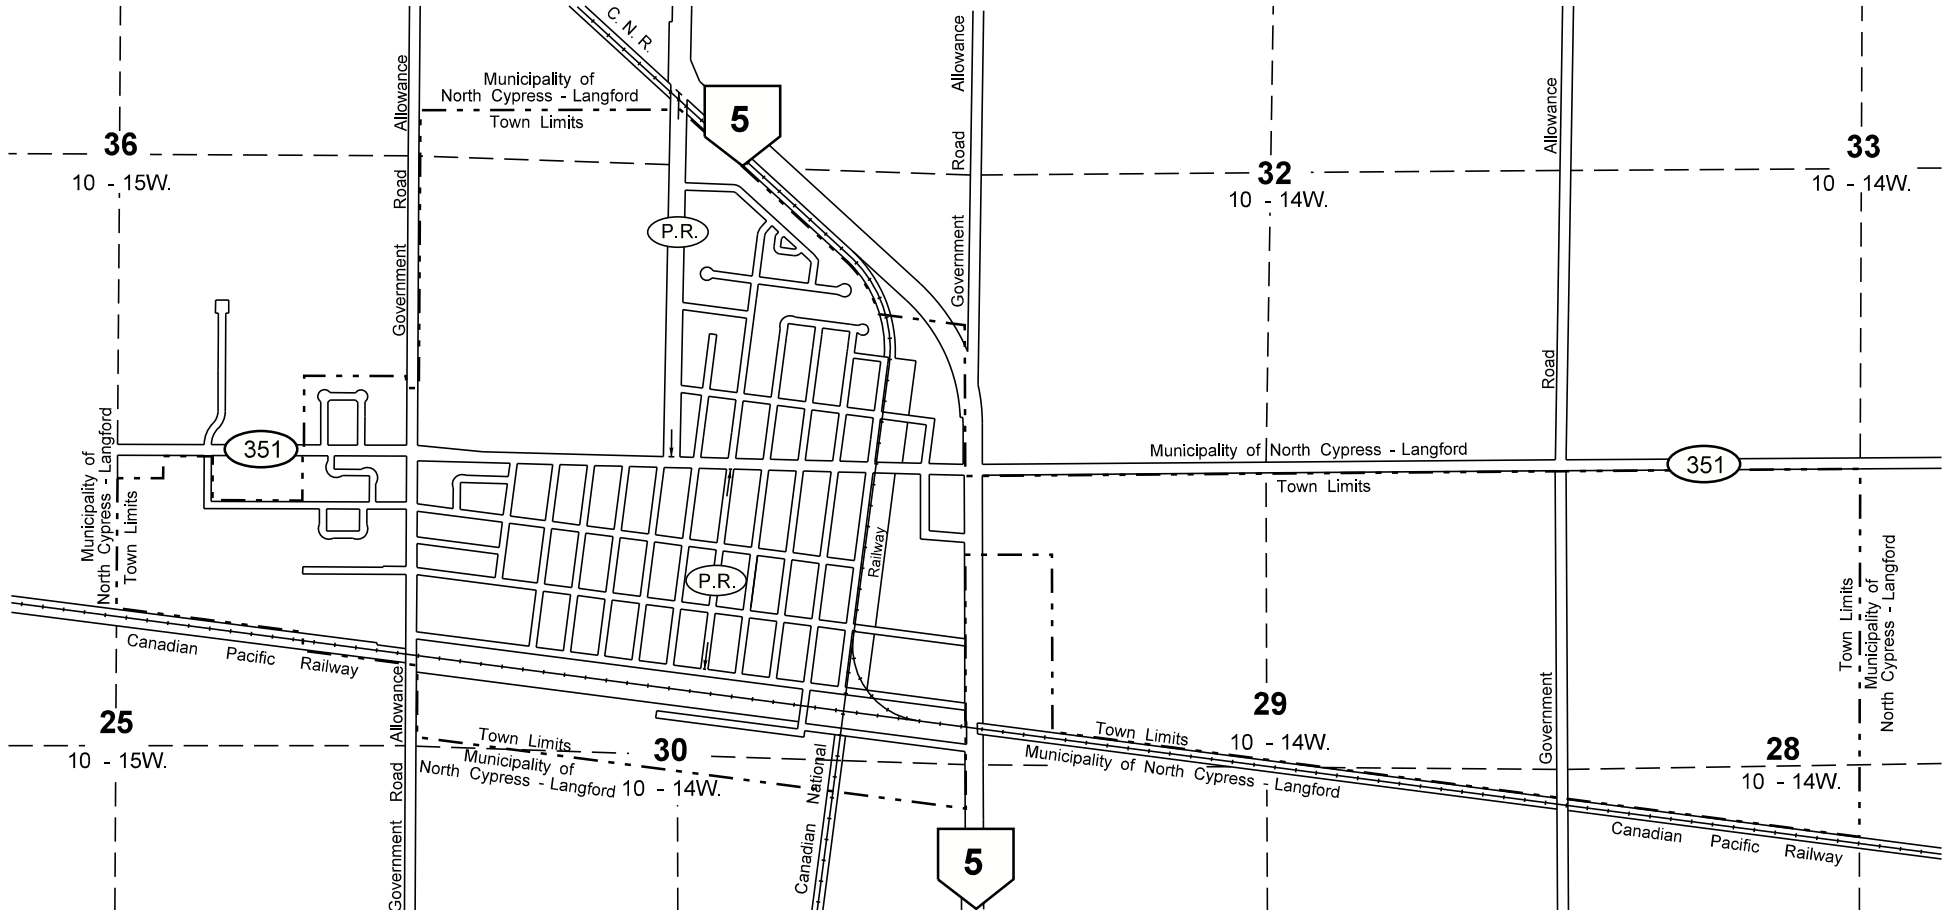 C. N. R.
Allowance
Road
Government
Municipality of
North Cypress - Langford
Town Limits
5
Allowance
Road
Government
Allowance
Road
Government
36
10 - 15W.
32
10 - 14W.
33
10 - 14W.
P.R.
351
Municipality of
North Cypress - Langford
Town Limits
Municipality of North Cypress - Langford
Town Limits
351
Railway
P.R.
Town Limits
Municipality of
North Cypress - Langford
Canadian Pacific Railway
25
10 - 15W.
Government Road Allowance
Town Limits
Municipality of
North Cypress - Langford
30
10 - 14W.
Canadian National
29
10 - 14W.
Town Limits
Municipality of North Cypress - Langford
28
10 - 14W.
Canadian Pacific Railway
5